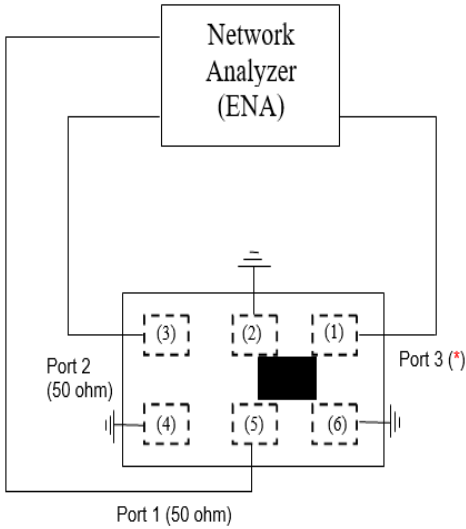 Network
Analyzer
(ENA)
(3)
(2)
(1)
Port 2
(50 ohm)
Port 3 (*)
(4)
(5)
(6)
Port 1 (50 ohm)